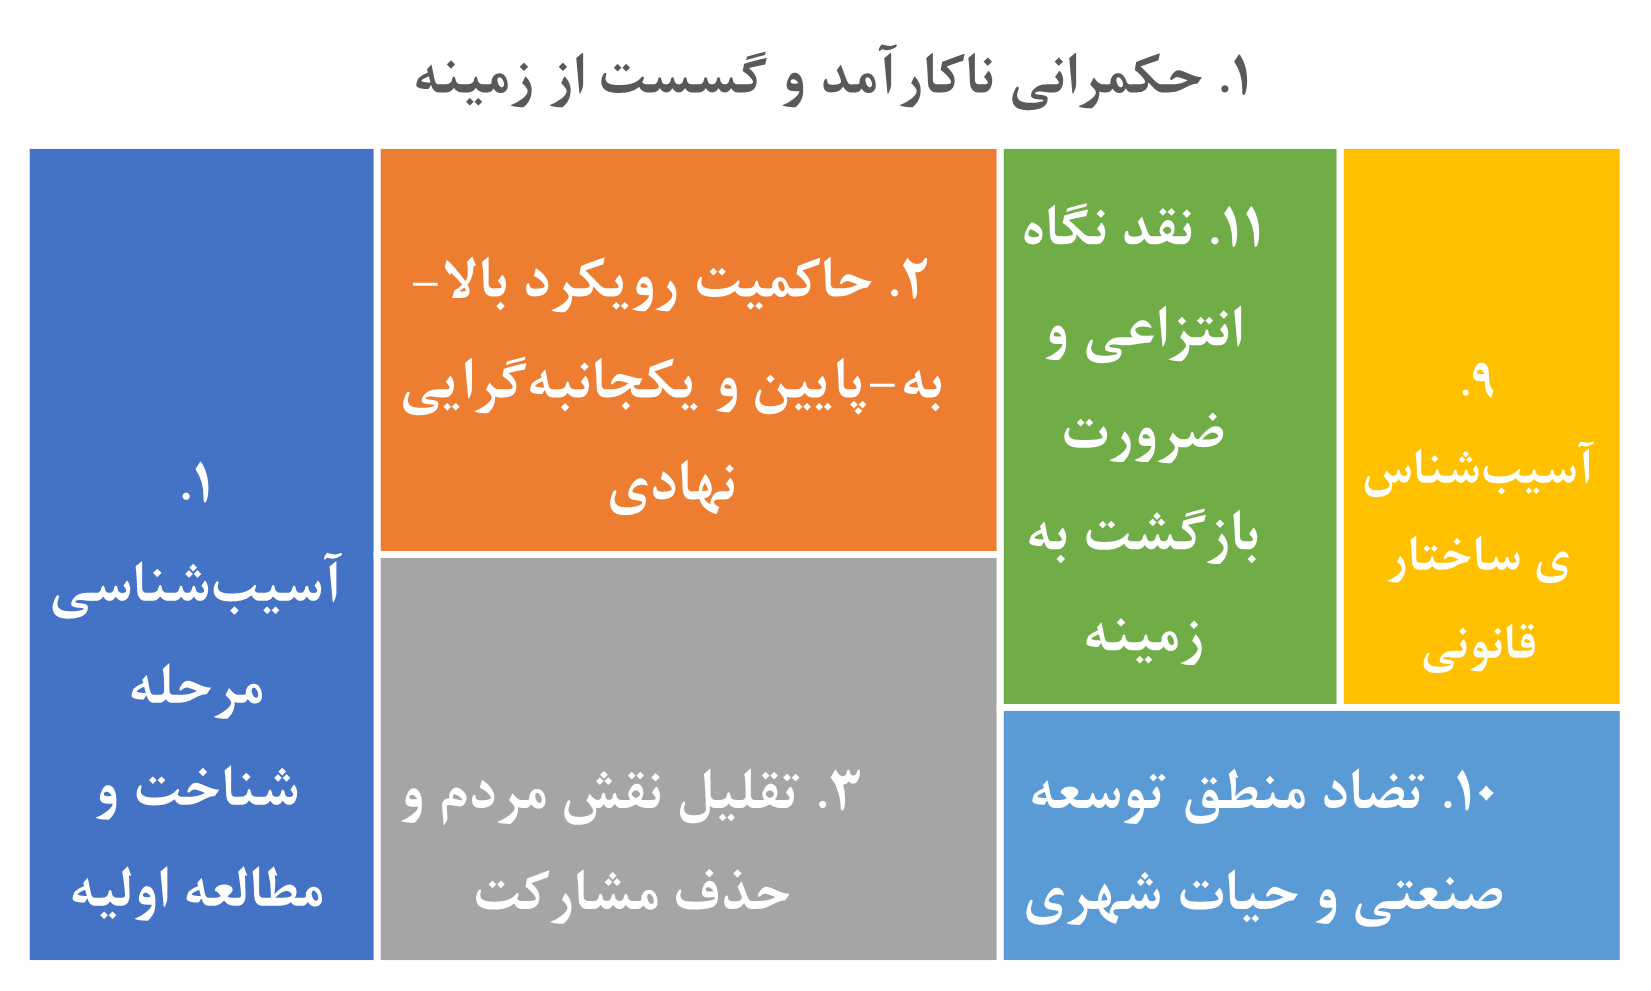 ۱. حکمرانی ناکارآمد و گسست از زمینه
۱.
آسیب‌شناسی
مرحله
شناخت و
مطالعه اولیه
۲. حاکمیت رویکرد بالا-
به-پایین و یکجانبه‌گرایی
نهادی
۳. تقلیل نقش مردم و
حذف مشارکت
۱۱. نقد نگاه
انتزاعی و
ضرورت
بازگشت به
زمینه
۹.
آسیب‌شناس
ی ساختار
قانونی
۱۰. تضاد منطق توسعه
صنعتی و حیات شهری